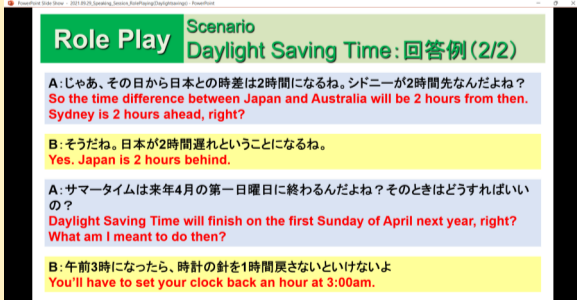 PowerPoint Slide Show - 2021.09.26_Speaking_Session_RolePlaying(Daylightsavings) - PowerPoint
Role Play
Scenario
Daylight Saving Time：回答例（2/2）
A：じゃあ、その日から日本との時差は2時間になるね。シドニーが2時間先なんだよね？
So the time difference between Japan and Australia will be 2 hours from then.
Sydney is 2 hours ahead, right?
B：そうだね。日本が2時間遅れということになるね。
Yes. Japan is 2 hours behind.
A：サマータイムは来年4月の第一日曜日に終わるんだよね？そのときはどうすればいい
の？
Daylight Saving Time will finish on the first Sunday of April next year, right?
What am I meant to do then?
B：午前3時になったら、時計の針を1時間戻さないといけないよ
You'll have to set your clock back an hour at 3:00am.